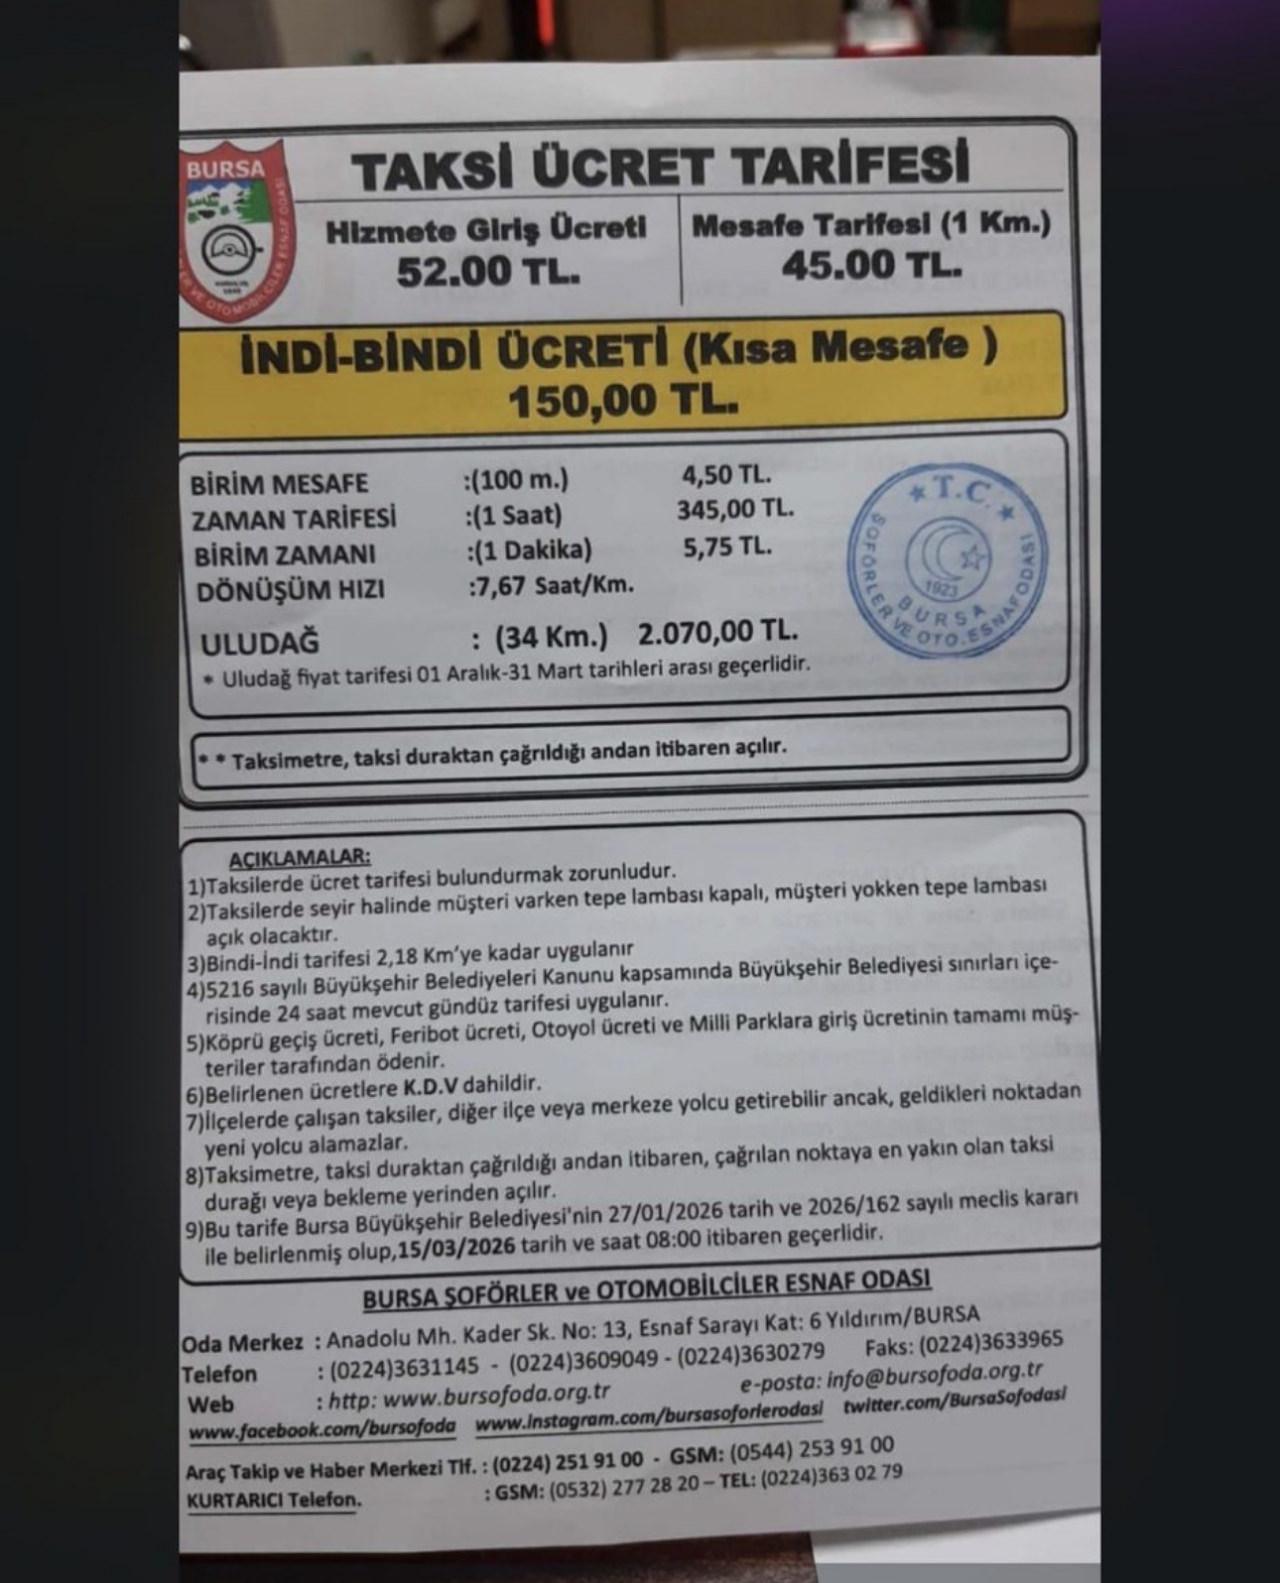 BURSA
TAKSİ ÜCRET TARİFESİ
Hizmete Giriş Ücreti
52.00 TL.
Mesafe Tarifesi (1 Km.)
45.00 TL.
İNDİ-BİNDİ ÜCRETİ (Kısa Mesafe )
150,00 TL.
BİRİM MESAFE :(100 m.) 4,50 TL.
ZAMAN TARİFESİ :(1 Saat) 345,00 TL.
BİRİM ZAMANI :(1 Dakika) 5,75 TL.
DÖNÜŞÜM HIZI :7,67 Saat/Km.
ULUDAĞ : (34 Km.) 2.070,00 TL.
* Uludağ fiyat tarifesi 01 Aralık-31 Mart tarihleri arası geçerlidir.
T.C.
ŞOFÖRLER VE OTO.ESNAF ODASI
1923
BURSA
* * Taksimetre, taksi duraktan çağrıldığı andan itibaren açılır.
AÇIKLAMALAR:
1)Taksilerde ücret tarifesi bulundurmak zorunludur.
2)Taksilerde seyir halinde müşteri varken tepe lambası kapalı, müşteri yokken tepe lambası
açık olacaktır.
3)Bindi-İndi tarifesi 2,18 Km'ye kadar uygulanır
4)5216 sayılı Büyükşehir Belediyeleri Kanunu kapsamında Büyükşehir Belediyesi sınırları içe-
risinde 24 saat mevcut gündüz tarifesi uygulanır.
5)Köprü geçiş ücreti, Feribot ücreti, Otoyol ücreti ve Milli Parklara giriş ücretinin tamamı müş-
teriler tarafından ödenir.
6)Belirlenen ücretlere K.D.V dahildir.
7)İlçelerde çalışan taksiler, diğer ilçe veya merkeze yolcu getirebilir ancak, geldikleri noktadan
yeni yolcu alamazlar.
8)Taksimetre, taksi duraktan çağrıldığı andan itibaren, çağrılan noktaya en yakın olan taksi
durağı veya bekleme yerinden açılır.
9)Bu tarife Bursa Büyükşehir Belediyesi'nin 27/01/2026 tarih ve 2026/162 sayılı meclis kararı
ile belirlenmiş olup,15/03/2026 tarih ve saat 08:00 itibaren geçerlidir.
BURSA ŞOFÖRLER ve OTOMOBİLCİLER ESNAF ODASI
Oda Merkez : Anadolu Mh. Kader Sk. No: 13, Esnaf Sarayı Kat: 6 Yıldırım/BURSA
Telefon : (0224)3631145 - (0224)3609049 - (0224)3630279 Faks: (0224)3633965
Web : http: www.bursofoda.org.tr e-posta: info@bursofoda.org.tr
www.facebook.com/bursofoda www.instagram.com/bursasoforlerodasi twitter.com/BursaSofodasi
Araç Takip ve Haber Merkezi Tlf. : (0224) 251 91 00 - GSM: (0544) 253 91 00
KURTARICI Telefon. : GSM: (0532) 277 28 20 – TEL: (0224)363 02 79